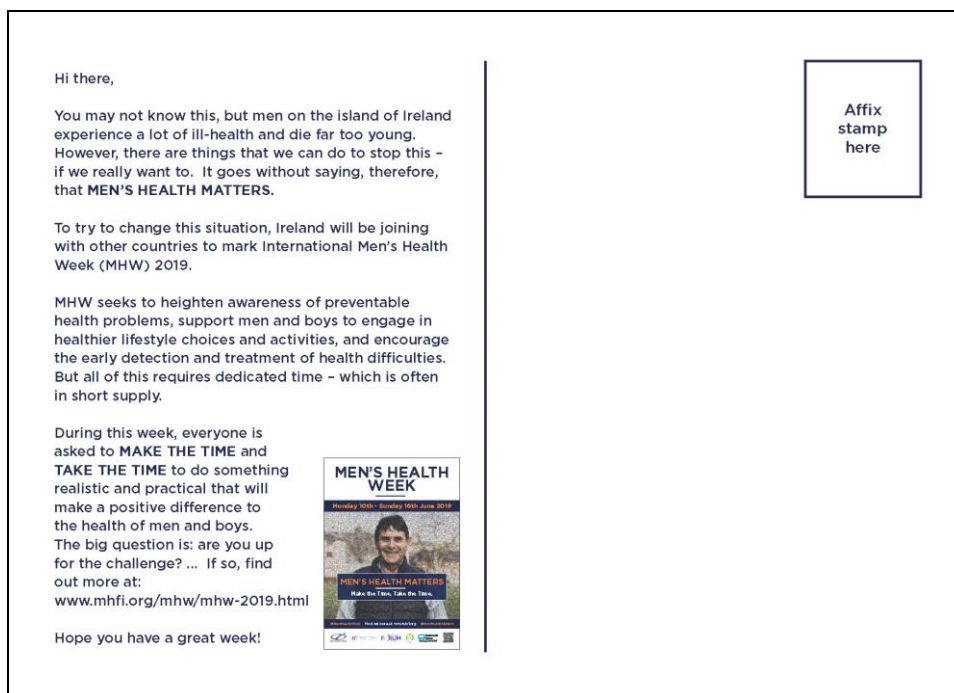 Hi there,
You may not know this, but men on the island of Ireland
experience a lot of ill-health and die far too young.
However, there are things that we can do to stop this –
if we really want to.  It goes without saying, therefore,
that MEN'S HEALTH MATTERS.
To try to change this situation, Ireland will be joining
with other countries to mark International Men's Health
Week (MHW) 2019.
MHW seeks to heighten awareness of preventable
health problems, support men and boys to engage in
healthier lifestyle choices and activities, and encourage
the early detection and treatment of health difficulties.
But all of this requires dedicated time – which is often
in short supply.
During this week, everyone is
asked to MAKE THE TIME and
TAKE THE TIME to do something
realistic and practical that will
make a positive difference to
the health of men and boys.
The big question is: are you up
for the challenge? ...  If so, find
out more at:
www.mhfi.org/mhw/mhw-2019.html
Hope you have a great week!
MEN'S HEALTH
WEEK
Monday 10th - Sunday 16th June 2019
MEN'S HEALTH MATTERS
Make the Time. Take the Time.
Affix
stamp
here